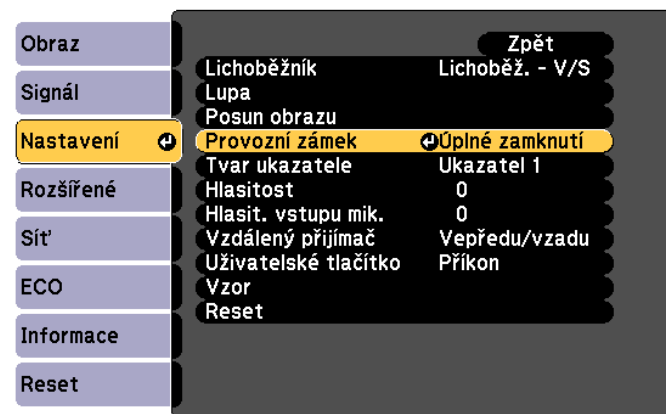 Obraz
Signál
Nastavení
Rozšířené
Síť
ECO
Informace
Reset
Zpět
Lichoběžník Lichoběž. - V/S
Lupa
Posun obrazu
Provozní zámek Úplné zamknutí
Tvar ukazatele Ukazatel 1
Hlasitost 0
Hlasit. vstupu mik. 0
Vzdálený přijímač Vepředu/vzadu
Uživatelské tlačítko Příkon
Vzor
Reset